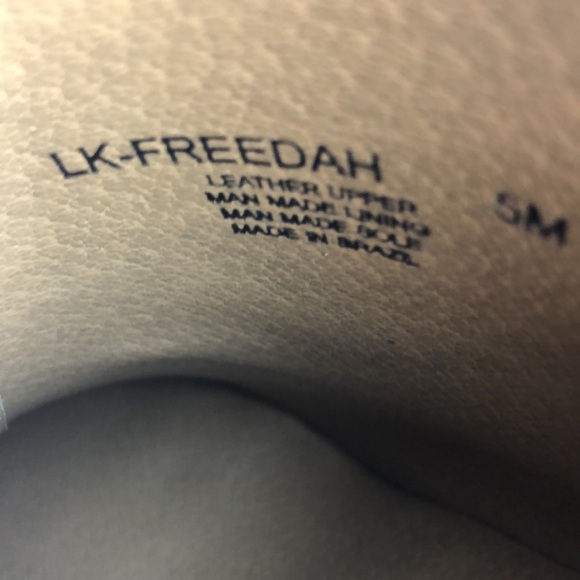 LK-FREEDAH
LEATHER UPPER
MAN MADE LINING
MAN MADE SOLE
MADE IN BRAZIL
5M